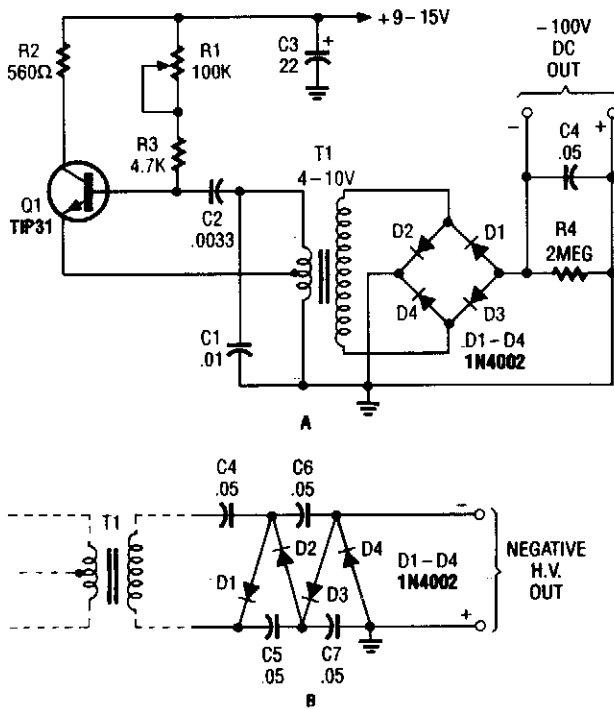 +9–15V
–100V
DC
OUT
R2
560Ω
R1
100K
C3
22
+
–
+
C4
.05
R3
4.7K
T1
4–10V
R4
2MEG
Q1
TIP31
C2
.0033
D2
D1
D4
D3
C1
.01
D1–D4
1N4002
A
C4
.05
C6
.05
T1
D2
D4
D1–D4
1N4002
–
NEGATIVE
H.V.
OUT
D1
D3
+
C5
.05
C7
.05
B